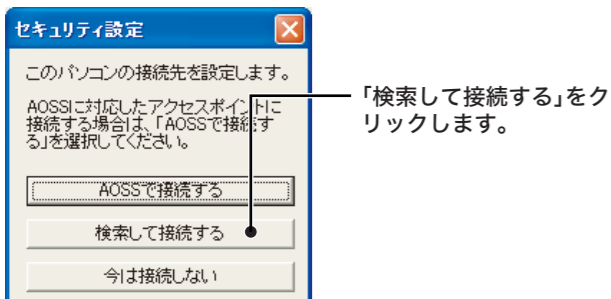 セキュリティ設定
このパソコンの接続先を設定します。
AOSSに対応したアクセスポイントに
接続する場合は、「AOSSで接続す
る」を選択してください。
AOSSで接続する
検索して接続する
今は接続しない
「検索して接続する」をク
リックします。